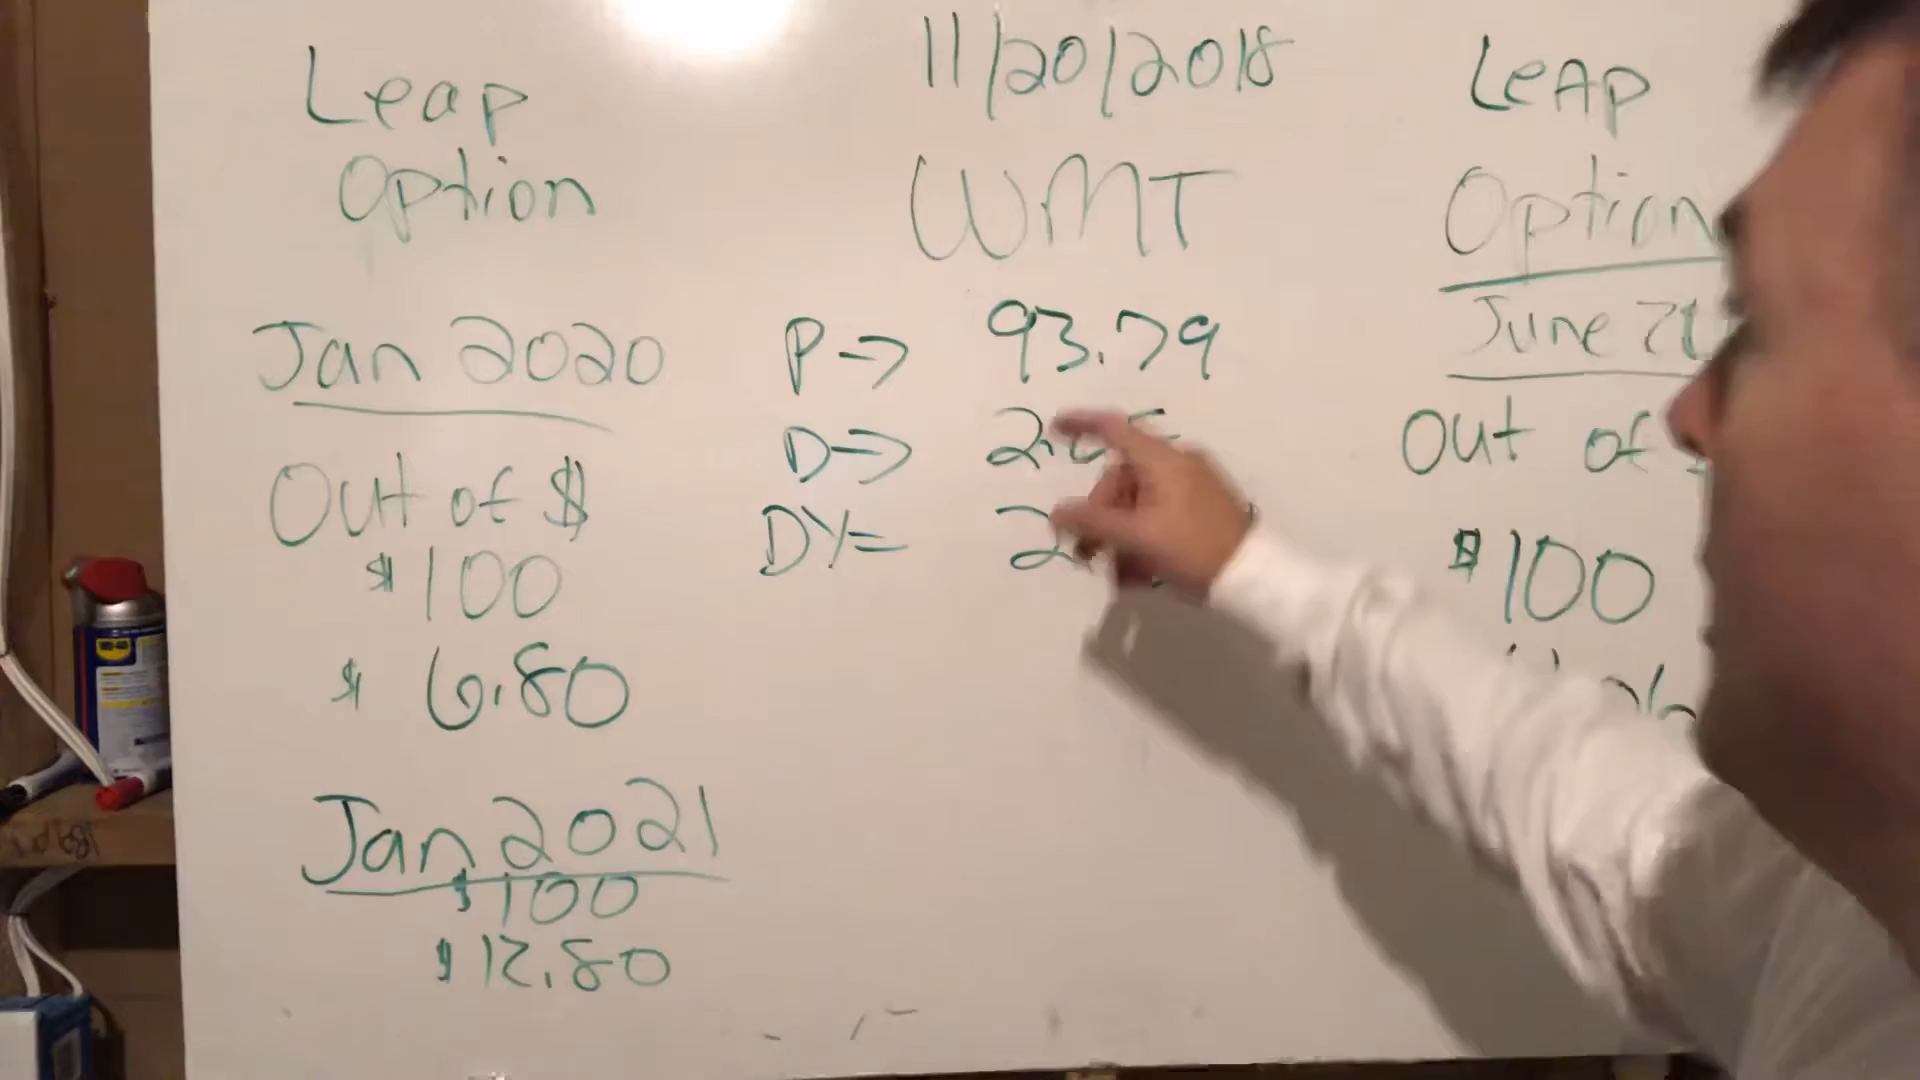 Leap
Option
Jan 2020
Out of $
$100
$6.80
Jan 2021
$100
$12.80
11/20/2018
WMT
P → 93.79
D ⇒
DY=
LeAP
Option
June
Out of
$100